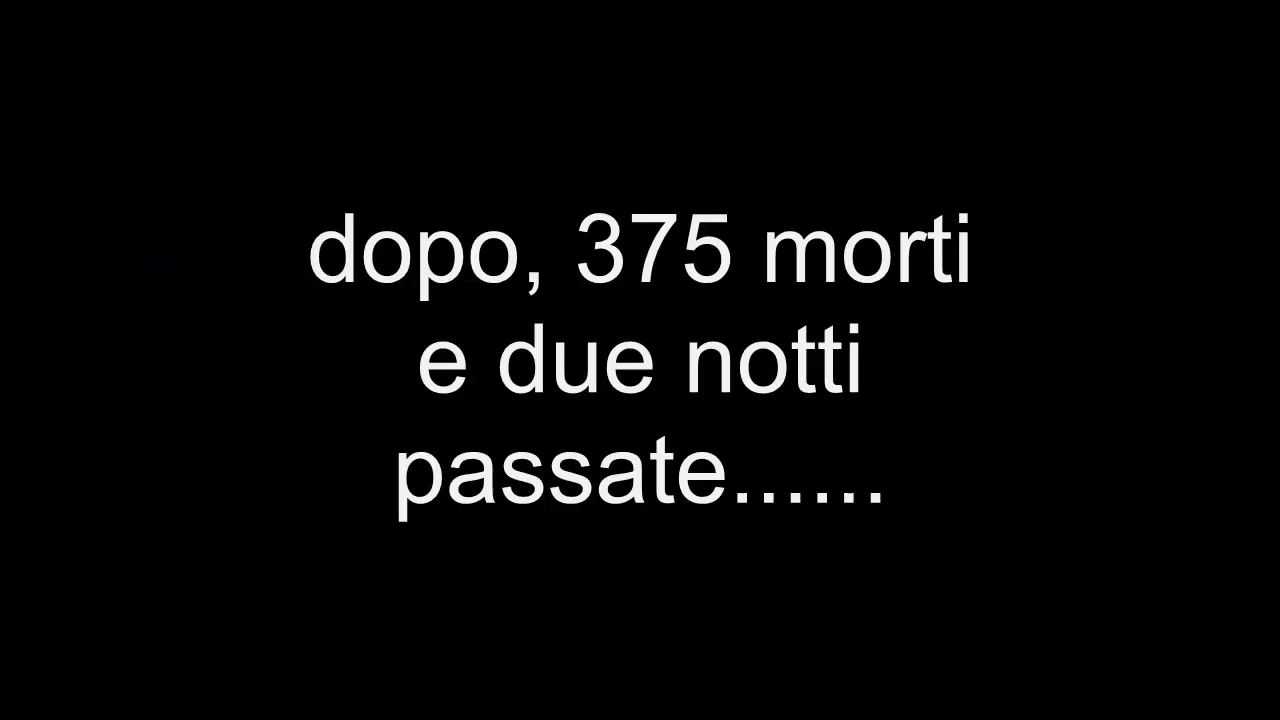 dopo, 375 morti
e due notti
passate......